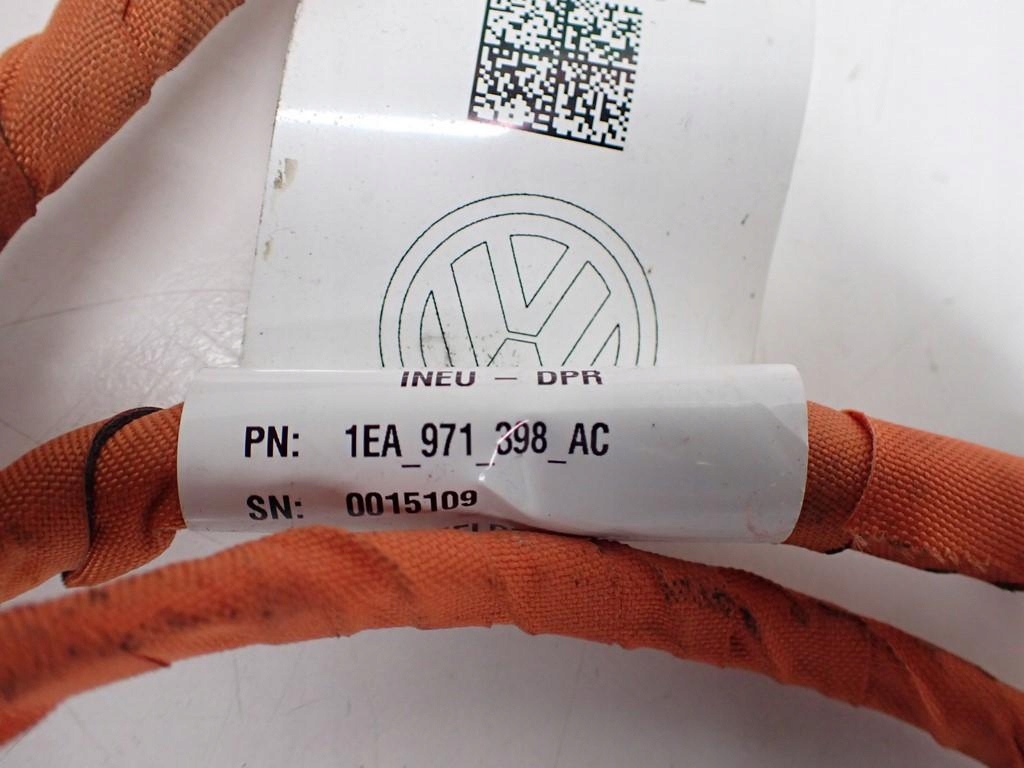 INEU - DPR
PN: 1EA_971_398_AC
SN: 0015109